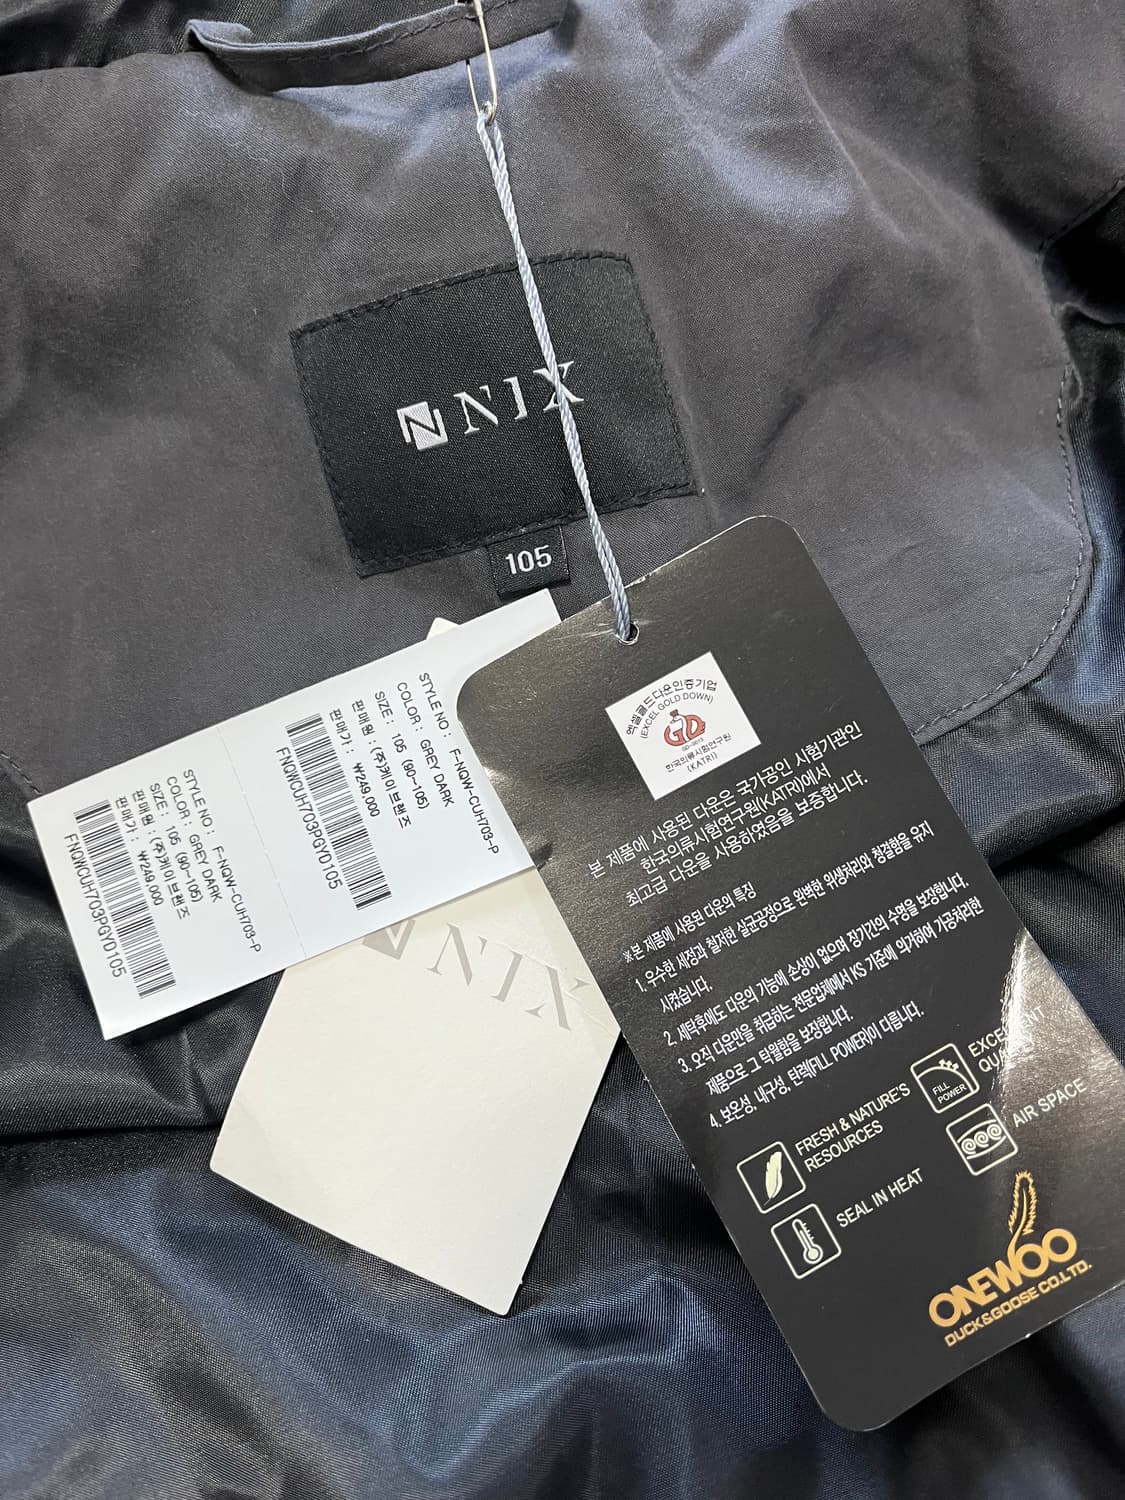 NIX
105
STYLE NO : F-NQW-CUH703-P
COLOR : GREY DARK
SIZE : 105 (90-105)
판매원 : (주)케이브랜즈
판매가 : ₩249,000
FNQWCUH703PGY0105
STYLE NO : F-NQW-CUH703-P
COLOR : GREY DARK
SIZE : 105 (90-105)
판매원 : (주)케이브랜즈
판매가 : ₩249,000
FNQWCUH703PGY0105
NIX
엑셀골드다운인증기업
(EXCEL GOLD DOWN)
GD
한국의류시험연구원
(KATRI)
본 제품에 사용된 다운은 국가공인 시험기관인
한국의류시험연구원(KATRI)에서
최고급 다운을 사용하였음을 보증합니다.
※본 제품에 사용된 다운의 특징
1. 우수한 세정과 철저한 살균공정으로 완벽한 위생처리와 청결함을 유지
시켰습니다.
2. 세탁후에도 다운의 기능에 손상이 없으며 장기간의 수명을 보장합니다.
3. 오직 다운만을 취급하는 전문업체에서 KS 기준에 의거하여 가공처리한
제품으로 그 탁월함을 보장합니다.
4. 보온성, 내구성, 탄력(FILL POWER)이 다릅니다.
FRESH & NATURE'S
RESOURCES
FILL
POWER
SEAL IN HEAT
AIR SPACE
ONEWOO
DUCK&GOOSE CO.LTD.